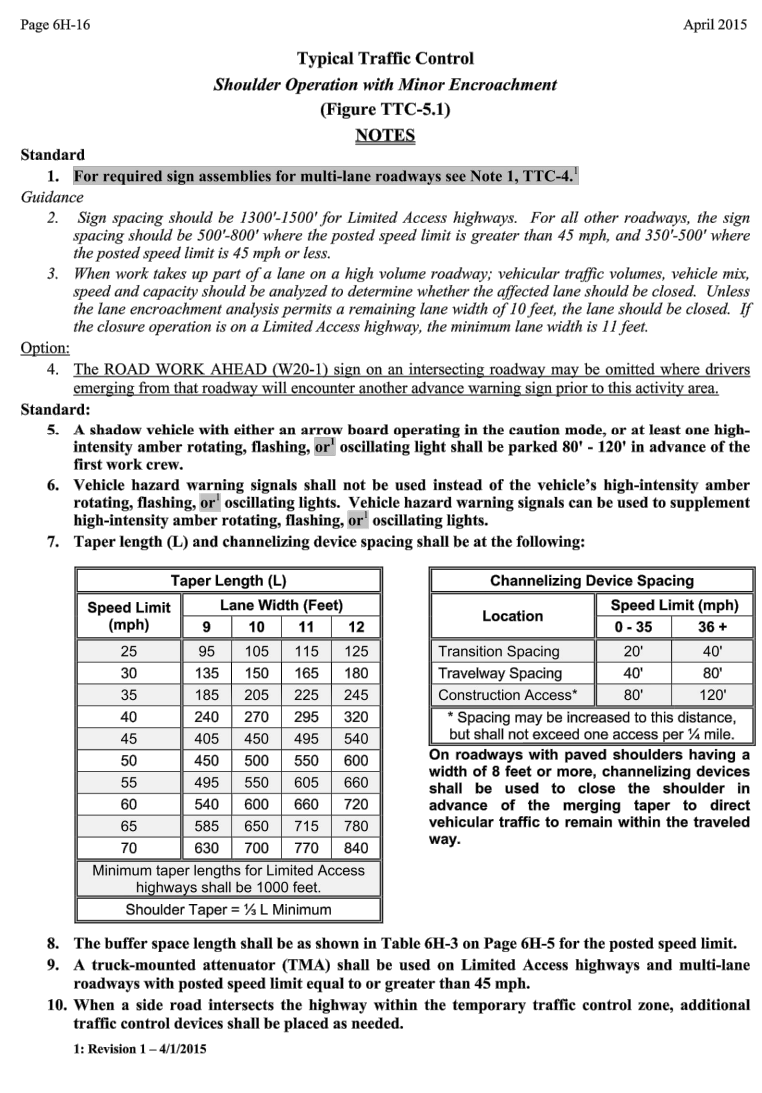 Page 6H-16 April 2015
Typical Traffic Control
Shoulder Operation with Minor Encroachment
(Figure TTC-5.1)
NOTES
Standard
1. For required sign assemblies for multi-lane roadways see Note 1, TTC-4.1
Guidance
2. Sign spacing should be 1300'-1500' for Limited Access highways. For all other roadways, the sign
spacing should be 500'-800' where the posted speed limit is greater than 45 mph, and 350'-500' where
the posted speed limit is 45 mph or less.
3. When work takes up part of a lane on a high volume roadway; vehicular traffic volumes, vehicle mix,
speed and capacity should be analyzed to determine whether the affected lane should be closed. Unless
the lane encroachment analysis permits a remaining lane width of 10 feet, the lane should be closed. If
the closure operation is on a Limited Access highway, the minimum lane width is 11 feet.
Option:
4. The ROAD WORK AHEAD (W20-1) sign on an intersecting roadway may be omitted where drivers
emerging from that roadway will encounter another advance warning sign prior to this activity area.
Standard:
5. A shadow vehicle with either an arrow board operating in the caution mode, or at least one high-
intensity amber rotating, flashing, or1 oscillating light shall be parked 80' - 120' in advance of the
first work crew.
6. Vehicle hazard warning signals shall not be used instead of the vehicle’s high-intensity amber
rotating, flashing, or1 oscillating lights. Vehicle hazard warning signals can be used to supplement
high-intensity amber rotating, flashing, or1 oscillating lights.
7. Taper length (L) and channelizing device spacing shall be at the following:
Taper Length (L)
Speed Limit (mph) Lane Width (Feet)
9 10 11 12
25 95 105 115 125
30 135 150 165 180
35 185 205 225 245
40 240 270 295 320
45 405 450 495 540
50 450 500 550 600
55 495 550 605 660
60 540 600 660 720
65 585 650 715 780
70 630 700 770 840
Minimum taper lengths for Limited Access
highways shall be 1000 feet.
Shoulder Taper = ⅓ L Minimum
Channelizing Device Spacing
Location Speed Limit (mph)
0 - 35 36 +
Transition Spacing 20' 40'
Travelway Spacing 40' 80'
Construction Access* 80' 120'
* Spacing may be increased to this distance,
but shall not exceed one access per ¼ mile.
On roadways with paved shoulders having a
width of 8 feet or more, channelizing devices
shall be used to close the shoulder in
advance of the merging taper to direct
vehicular traffic to remain within the traveled
way.
8. The buffer space length shall be as shown in Table 6H-3 on Page 6H-5 for the posted speed limit.
9. A truck-mounted attenuator (TMA) shall be used on Limited Access highways and multi-lane
roadways with posted speed limit equal to or greater than 45 mph.
10. When a side road intersects the highway within the temporary traffic control zone, additional
traffic control devices shall be placed as needed.
1: Revision 1 – 4/1/2015